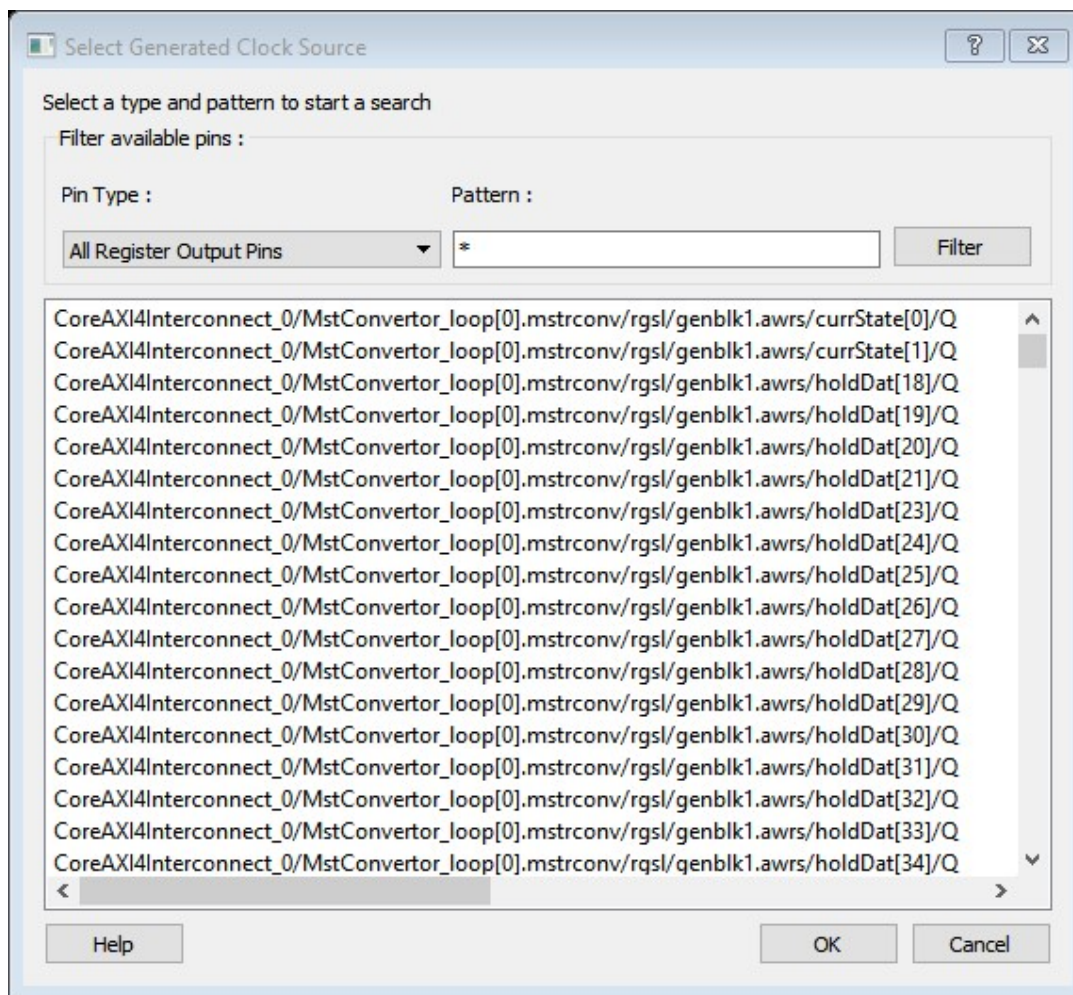 Select Generated Clock Source
Select a type and pattern to start a search
Filter available pins :
Pin Type :
Pattern :
All Register Output Pins
*
Filter
CoreAXI4Interconnect_0/MstConvertor_loop[0].mstrconv/rgsl/genblk1.awrs/currState[0]/Q
CoreAXI4Interconnect_0/MstConvertor_loop[0].mstrconv/rgsl/genblk1.awrs/currState[1]/Q
CoreAXI4Interconnect_0/MstConvertor_loop[0].mstrconv/rgsl/genblk1.awrs/holdDat[18]/Q
CoreAXI4Interconnect_0/MstConvertor_loop[0].mstrconv/rgsl/genblk1.awrs/holdDat[19]/Q
CoreAXI4Interconnect_0/MstConvertor_loop[0].mstrconv/rgsl/genblk1.awrs/holdDat[20]/Q
CoreAXI4Interconnect_0/MstConvertor_loop[0].mstrconv/rgsl/genblk1.awrs/holdDat[21]/Q
CoreAXI4Interconnect_0/MstConvertor_loop[0].mstrconv/rgsl/genblk1.awrs/holdDat[23]/Q
CoreAXI4Interconnect_0/MstConvertor_loop[0].mstrconv/rgsl/genblk1.awrs/holdDat[24]/Q
CoreAXI4Interconnect_0/MstConvertor_loop[0].mstrconv/rgsl/genblk1.awrs/holdDat[25]/Q
CoreAXI4Interconnect_0/MstConvertor_loop[0].mstrconv/rgsl/genblk1.awrs/holdDat[26]/Q
CoreAXI4Interconnect_0/MstConvertor_loop[0].mstrconv/rgsl/genblk1.awrs/holdDat[27]/Q
CoreAXI4Interconnect_0/MstConvertor_loop[0].mstrconv/rgsl/genblk1.awrs/holdDat[28]/Q
CoreAXI4Interconnect_0/MstConvertor_loop[0].mstrconv/rgsl/genblk1.awrs/holdDat[29]/Q
CoreAXI4Interconnect_0/MstConvertor_loop[0].mstrconv/rgsl/genblk1.awrs/holdDat[30]/Q
CoreAXI4Interconnect_0/MstConvertor_loop[0].mstrconv/rgsl/genblk1.awrs/holdDat[31]/Q
CoreAXI4Interconnect_0/MstConvertor_loop[0].mstrconv/rgsl/genblk1.awrs/holdDat[32]/Q
CoreAXI4Interconnect_0/MstConvertor_loop[0].mstrconv/rgsl/genblk1.awrs/holdDat[33]/Q
CoreAXI4Interconnect_0/MstConvertor_loop[0].mstrconv/rgsl/genblk1.awrs/holdDat[34]/Q
Help
OK
Cancel